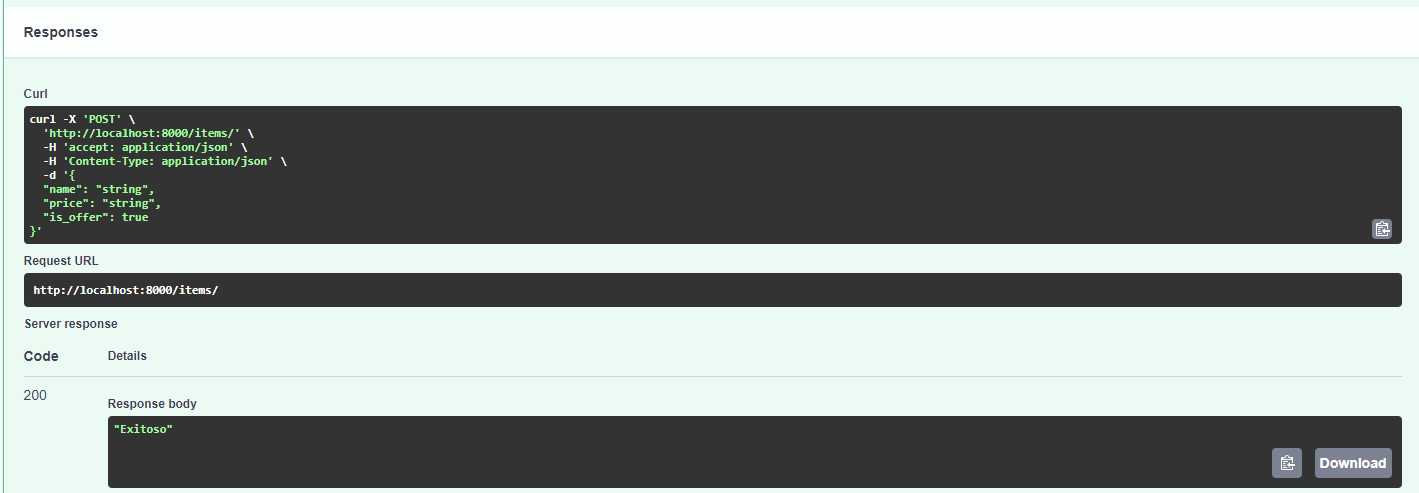 Responses
Curl
curl -X 'POST' \
  'http://localhost:8000/items/' \
  -H 'accept: application/json' \
  -H 'Content-Type: application/json' \
  -d '{
  "name": "string",
  "price": "string",
  "is_offer": true
}'
Request URL
http://localhost:8000/items/
Server response
Code Details
200
Response body
"Exitoso"
Download